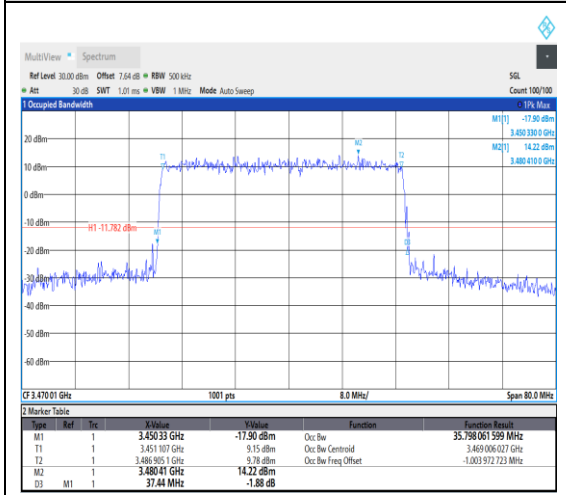 MultiView Spectrum
Ref Level 30.00 dBm Offset 7.64 dB RBW 500 kHz SGL
Att 30 dB SWT 1.01 ms VBW 1 MHz Mode Auto Sweep Count 100/100
1 Occupied Bandwidth 1Pk Max
M1[1] -17.90 dBm
3.450 330 0 GHz
M2[1] 14.22 dBm
3.480 410 0 GHz
20 dBm
M2
T1 T2
10 dBm
0 dBm
-10 dBm
H1 -11.782 dBm
M1
D3
-20 dBm
-30 dBm
-40 dBm
-50 dBm
-60 dBm
CF 3.470 01 GHz 1001 pts 8.0 MHz/ Span 80.0 MHz
2 Marker Table
Type Ref Trc X-Value Y-Value Function Function Result
M1 1 3.450 33 GHz -17.90 dBm Occ Bw 35.798 061 599 MHz
T1 1 3.451 107 GHz 9.15 dBm Occ Bw Centroid 3.469 006 027 GHz
T2 1 3.486 905 1 GHz 9.78 dBm Occ Bw Freq Offset -1.003 972 723 MHz
M2 1 3.480 41 GHz 14.22 dBm
D3 M1 1 37.44 MHz -1.88 dB